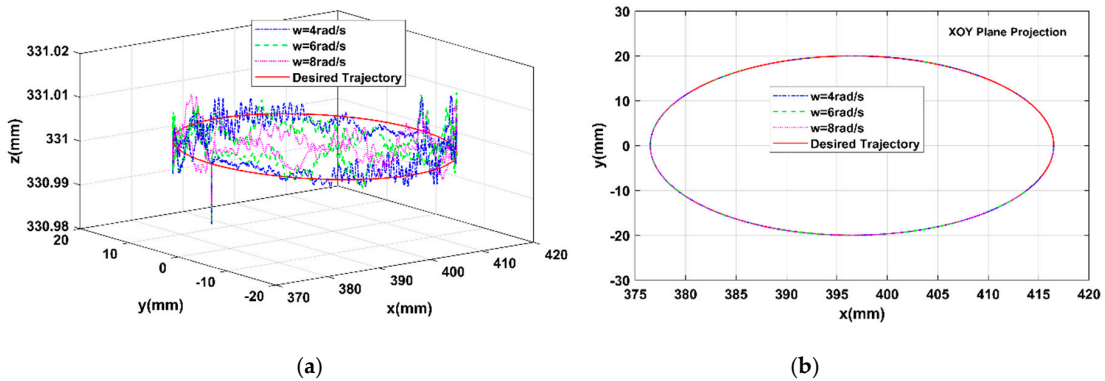 331.02
331.01
331
330.99
330.98
z(mm)
w=4rad/s
w=6rad/s
w=8rad/s
Desired Trajectory
20
10
0
-10
-20
y(mm)
370
380
390
400
410
420
x(mm)
(a)
XOY Plane Projection
30
20
10
0
-10
-20
-30
y(mm)
w=4rad/s
w=6rad/s
w=8rad/s
Desired Trajectory
375 380 385 390 395 400 405 410 415 420
x(mm)
(b)